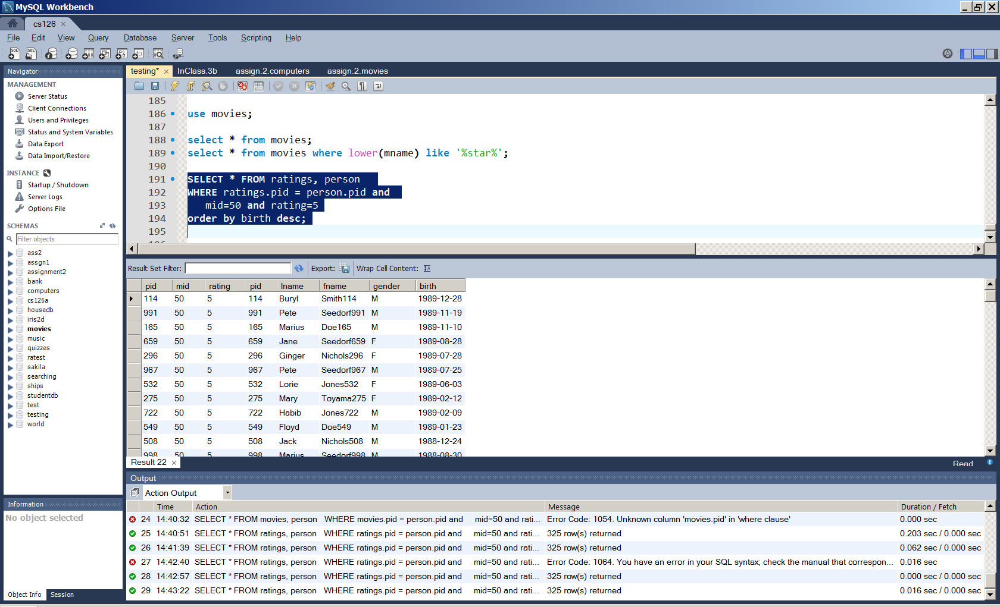 MySQL Workbench
cs126
File Edit View Query Database Server Tools Scripting Help
Navigator
MANAGEMENT
Server Status
Client Connections
Users and Privileges
Status and System Variables
Data Export
Data Import/Restore
INSTANCE
Startup / Shutdown
Server Logs
Options File
SCHEMAS
Filter objects
ass2
assgn1
assignment2
bank
computers
cs126a
housedb
iris2d
movies
music
quizzes
ratest
sakila
searching
ships
studentdb
test
testing
world
Information
No object selected
Object Info Session
testing* InClass.3b assign.2.computers assign.2.movies
185
186 use movies;
187
188 select * from movies;
189 select * from movies where lower(mname) like '%star%';
190
191 SELECT * FROM ratings, person
192 WHERE ratings.pid = person.pid and
193 mid=50 and rating=5
194 order by birth desc;
195
Result Set Filter: Export: Wrap Cell Content:
pid mid rating pid lname fname gender birth
114 50 5 114 Buryl Smith114 M 1989-12-28
991 50 5 991 Pete Seedorf991 M 1989-11-19
165 50 5 165 Marius Doe165 M 1989-11-10
659 50 5 659 Jane Seedorf659 F 1989-08-28
296 50 5 296 Ginger Nichols296 F 1989-07-28
967 50 5 967 Pete Seedorf967 M 1989-07-25
532 50 5 532 Lorie Jones532 F 1989-06-03
275 50 5 275 Mary Toyama275 F 1989-02-12
722 50 5 722 Habib Jones722 M 1989-02-09
549 50 5 549 Floyd Doe549 M 1989-01-23
508 50 5 508 Jack Nichols508 M 1988-12-24
998 50 5 998 Marius Seedorf998 M 1988-08-30
Result 22
Read
Output
Action Output
Time Action Message Duration / Fetch
24 14:40:32 SELECT * FROM movies, person WHERE movies.pid = person.pid and mid=50 and rati... Error Code: 1054. Unknown column 'movies.pid' in 'where clause' 0.000 sec
25 14:40:51 SELECT * FROM ratings, person WHERE ratings.pid = person.pid and mid=50 and rati... 325 row(s) returned 0.203 sec / 0.000 sec
26 14:41:39 SELECT * FROM ratings, person WHERE ratings.pid = person.pid and mid=50 and rati... 325 row(s) returned 0.062 sec / 0.000 sec
27 14:42:40 SELECT * FROM ratings, person WHERE ratings.pid = person.pid and mid=50 and rati... Error Code: 1064. You have an error in your SQL syntax; check the manual that correspon... 0.016 sec
28 14:42:57 SELECT * FROM ratings, person WHERE ratings.pid = person.pid and mid=50 and rati... 325 row(s) returned 0.000 sec / 0.000 sec
29 14:43:22 SELECT * FROM ratings, person WHERE ratings.pid = person.pid and mid=50 and rati... 325 row(s) returned 0.016 sec / 0.000 sec